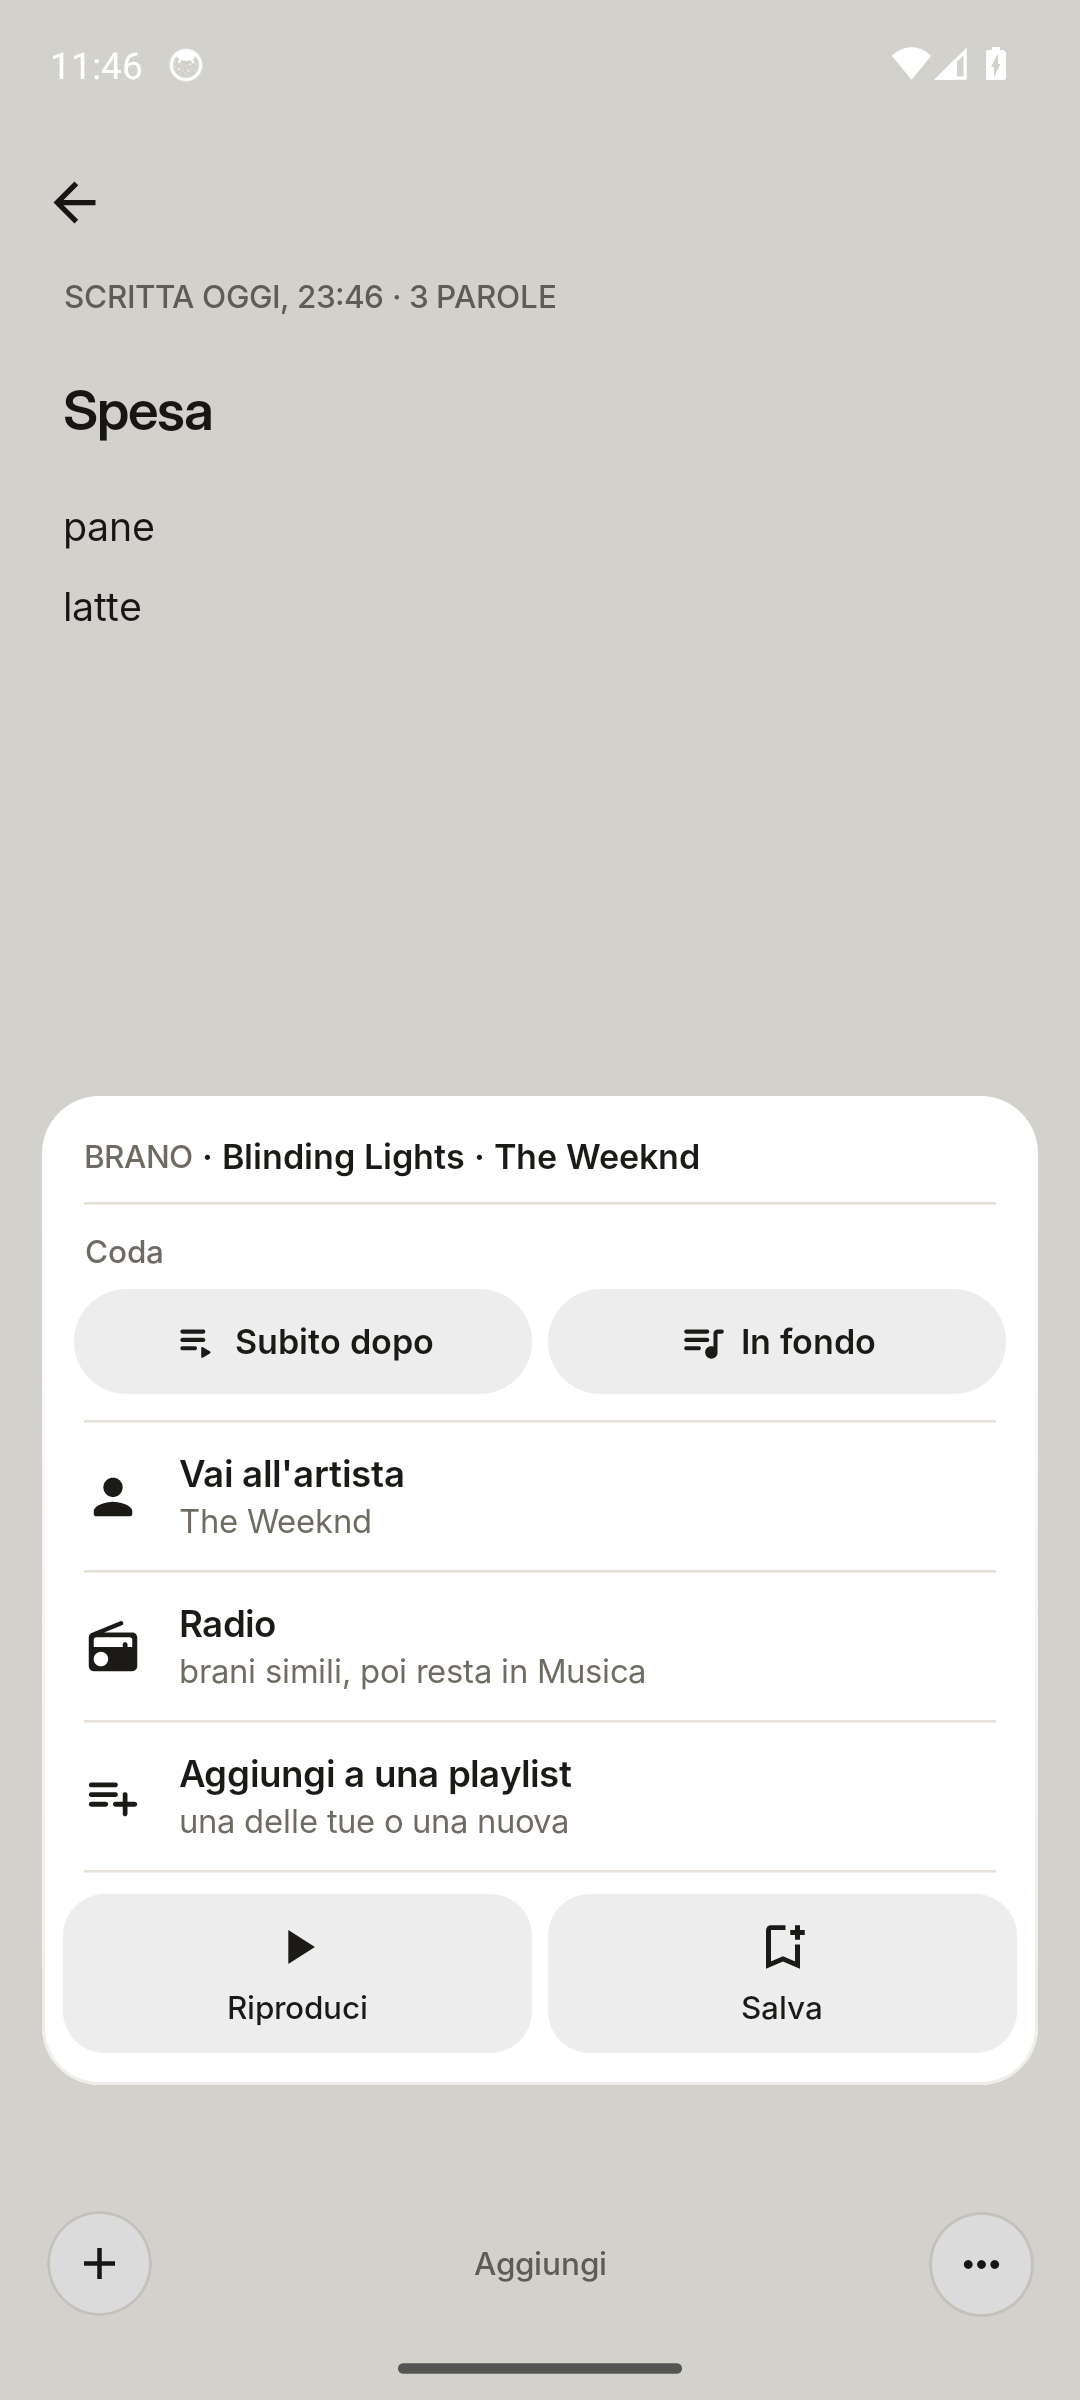 11:46
SCRITTA OGGI, 23:46 · 3 PAROLE
Spesa
pane
latte
BRANO · Blinding Lights · The Weeknd
Coda
Subito dopo
In fondo
Vai all'artista
The Weeknd
Radio
brani simili, poi resta in Musica
Aggiungi a una playlist
una delle tue o una nuova
Riproduci
Salva
Aggiungi